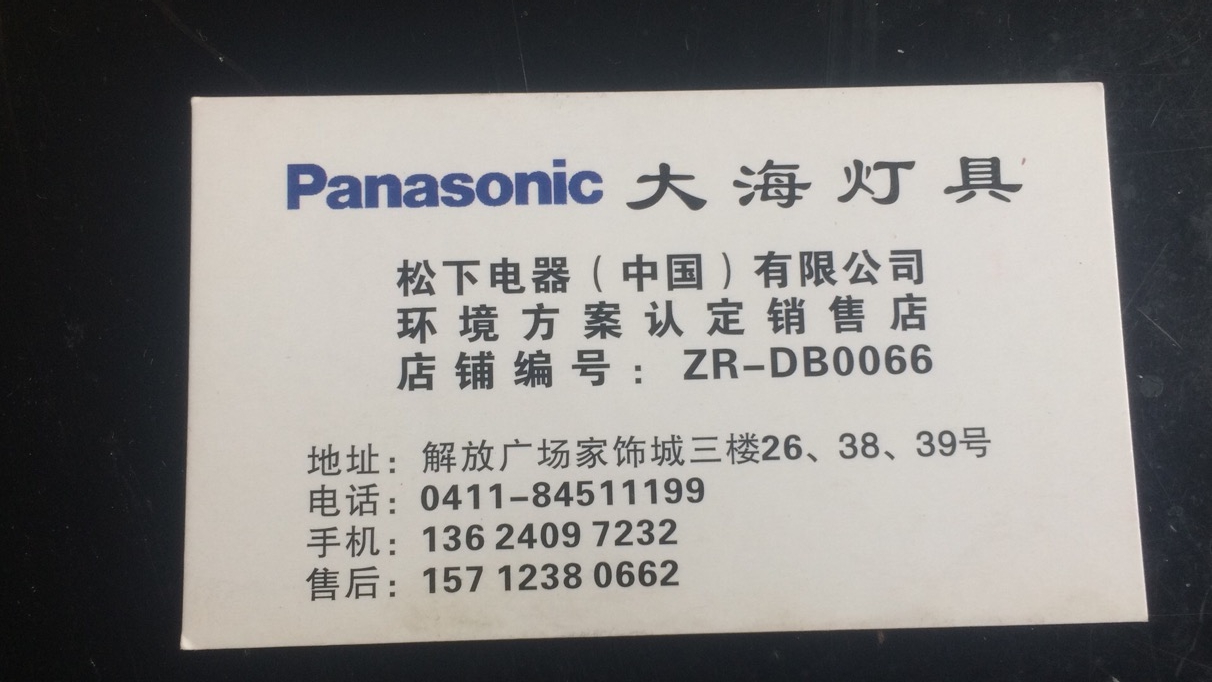 Panasonic 大海灯具
松下电器（中国）有限公司
环境方案认定销售店
店铺编号：ZR-DB0066
地址：解放广场家饰城三楼26、38、39号
电话：0411-84511199
手机：136 2409 7232
售后：157 1238 0662